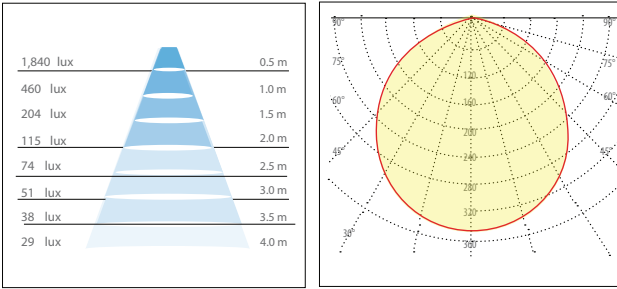 1,840 lux 0.5 m
460 lux 1.0 m
204 lux 1.5 m
115 lux 2.0 m
74 lux 2.5 m
51 lux 3.0 m
38 lux 3.5 m
29 lux 4.0 m
90° 90°
75° 75°
120
60° 60°
160
200
45° 45°
240
280
320
30°
360